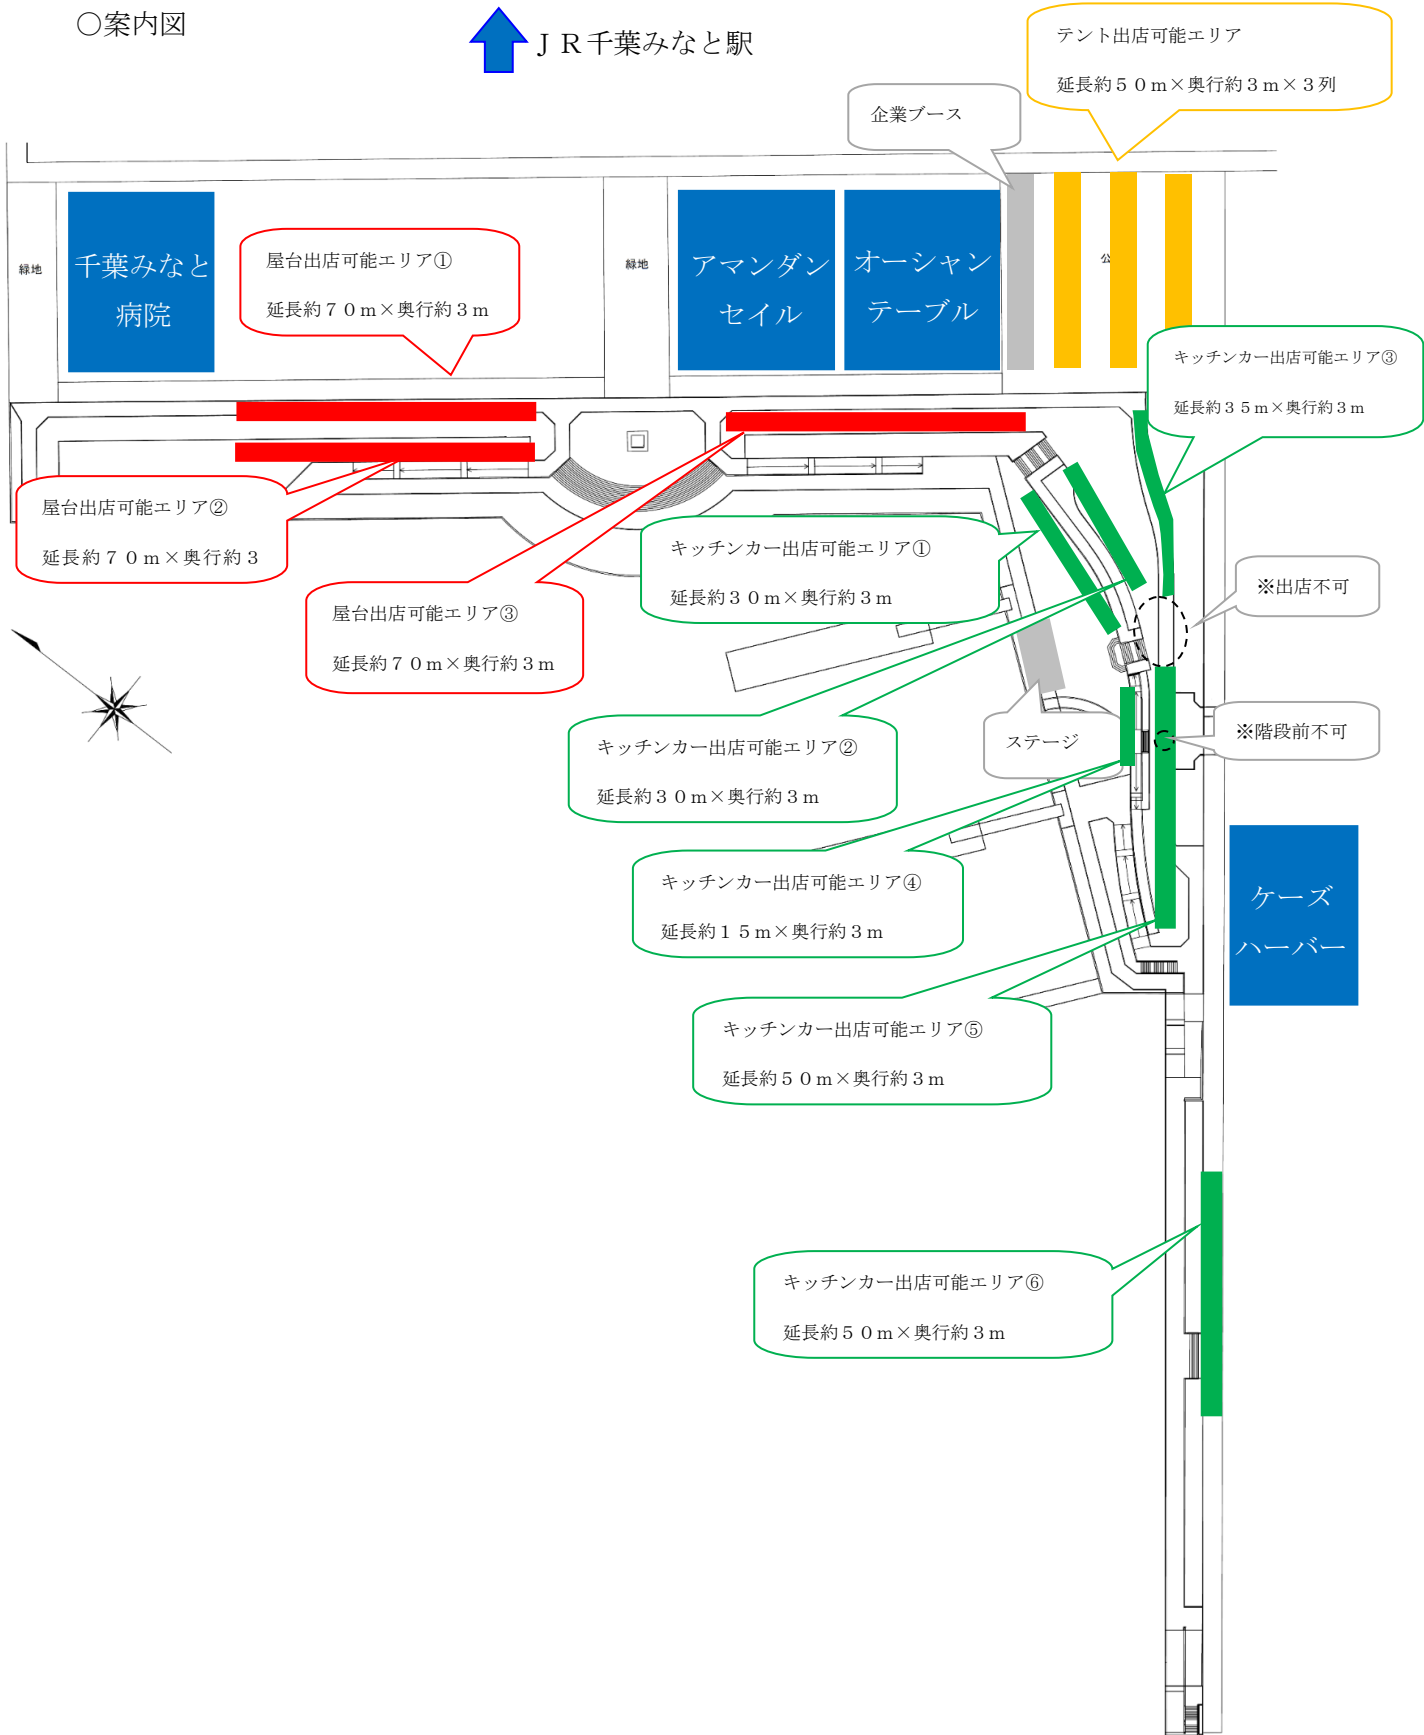 ○案内図
ＪＲ千葉みなと駅
テント出店可能エリア
延長約５０ｍ×奥行約３ｍ×３列
企業ブース
緑地
千葉みなと
病院
屋台出店可能エリア①
延長約７０ｍ×奥行約３ｍ
緑地
アマンダン
セイル
オーシャン
テーブル
公
キッチンカー出店可能エリア③
延長約３５ｍ×奥行約３ｍ
屋台出店可能エリア②
延長約７０ｍ×奥行約３
キッチンカー出店可能エリア①
延長約３０ｍ×奥行約３ｍ
※出店不可
屋台出店可能エリア③
延長約７０ｍ×奥行約３ｍ
キッチンカー出店可能エリア②
延長約３０ｍ×奥行約３ｍ
ステージ
※階段前不可
キッチンカー出店可能エリア④
延長約１５ｍ×奥行約３ｍ
ケーズ
ハーバー
キッチンカー出店可能エリア⑤
延長約５０ｍ×奥行約３ｍ
キッチンカー出店可能エリア⑥
延長約５０ｍ×奥行約３ｍ